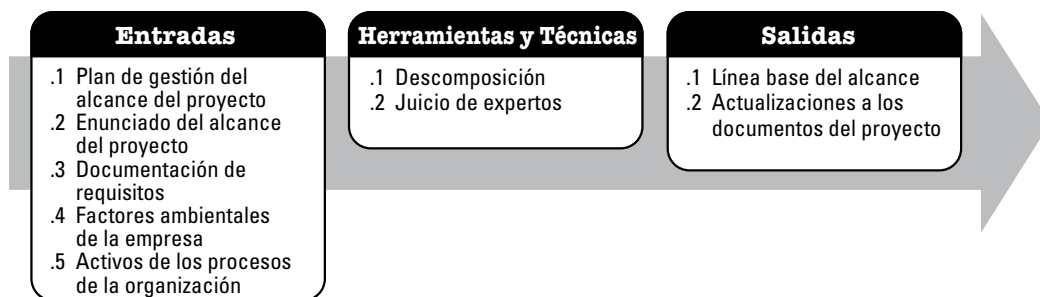 Entradas
.1 Plan de gestión del
alcance del proyecto
.2 Enunciado del alcance
del proyecto
.3 Documentación de
requisitos
.4 Factores ambientales
de la empresa
.5 Activos de los procesos
de la organización
Herramientas y Técnicas
.1 Descomposición
.2 Juicio de expertos
Salidas
.1 Línea base del alcance
.2 Actualizaciones a los
documentos del proyecto